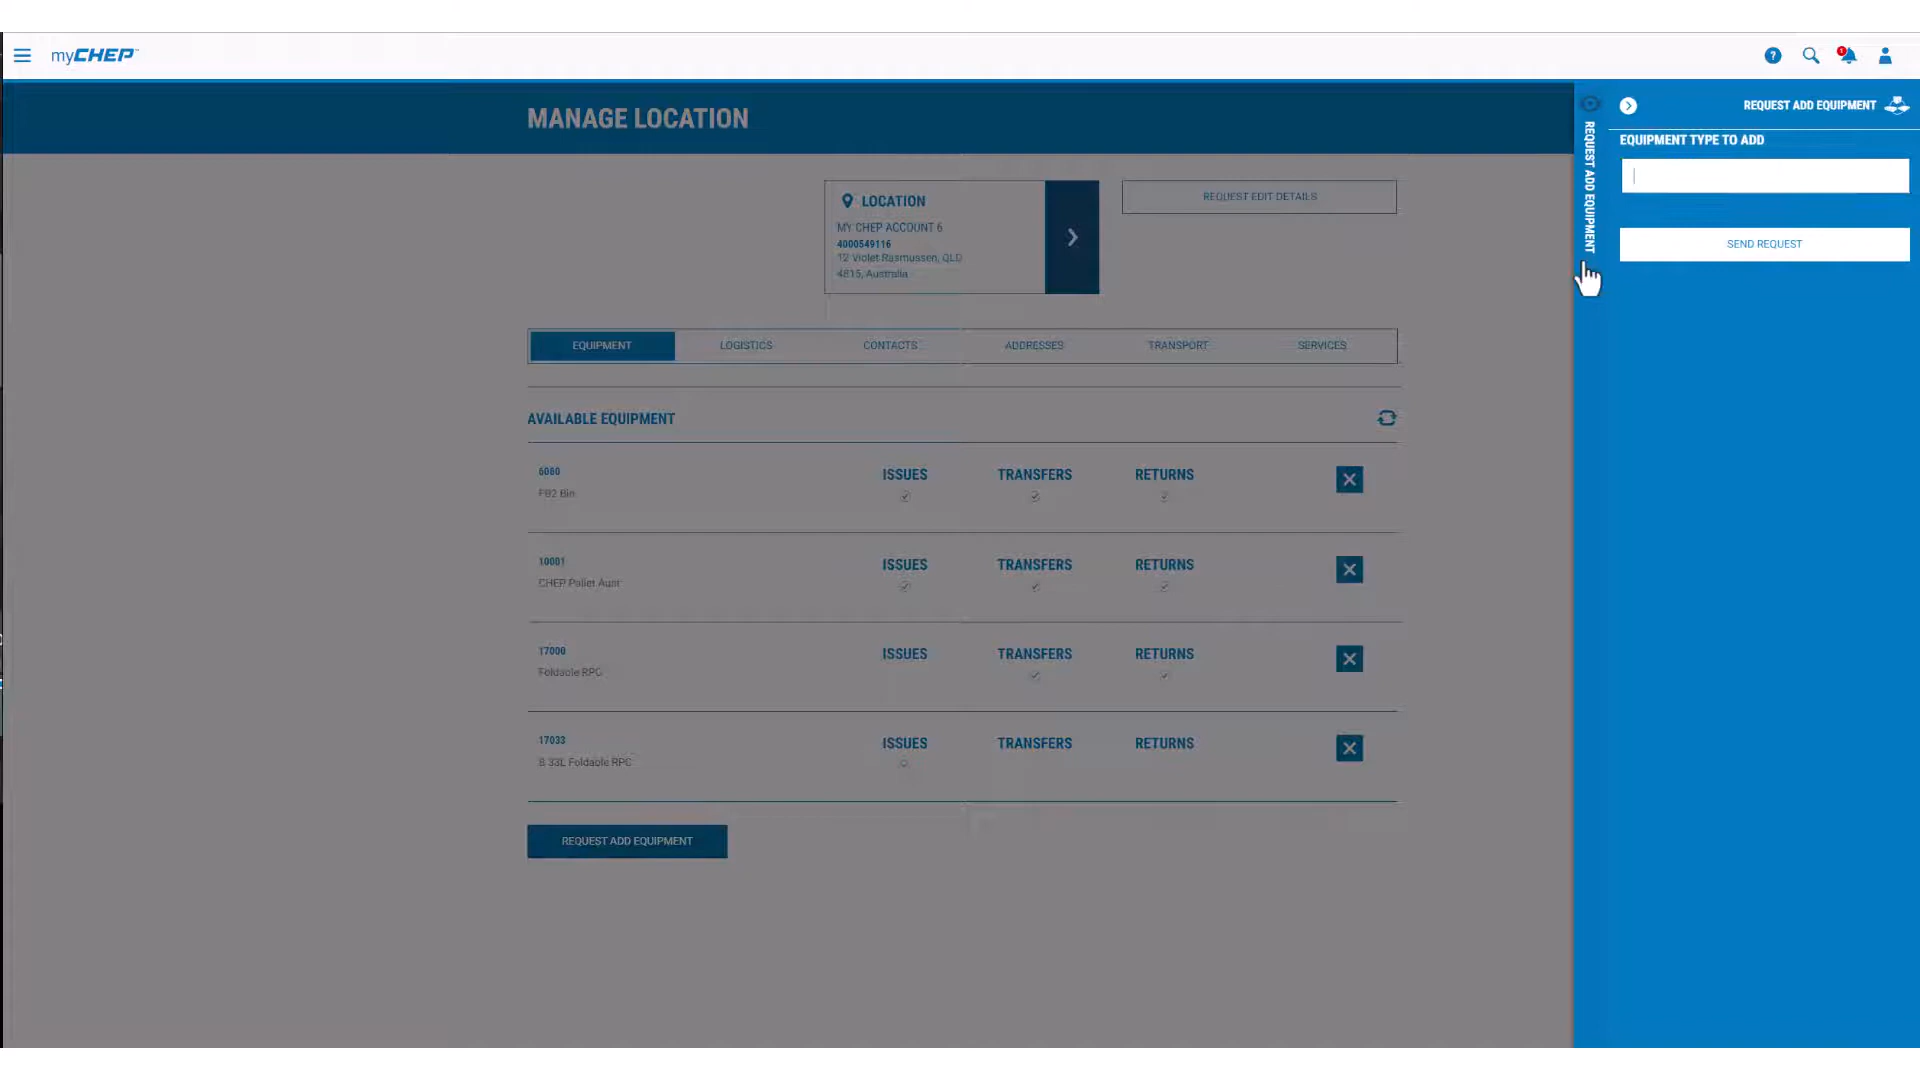 myCHEP™
1
MANAGE LOCATION
LOCATION
MY CHEP ACCOUNT 6
4000549116
12 Violet Rasmussen, QLD
4815, Australia
REQUEST EDIT DETAILS
EQUIPMENT
LOGISTICS
CONTACTS
ADDRESSES
TRANSPORT
SERVICES
AVAILABLE EQUIPMENT
6080
FB2 Bin
ISSUES
TRANSFERS
RETURNS
10001
CHEP Pallet Aust
ISSUES
TRANSFERS
RETURNS
17000
Foldable RPC
ISSUES
TRANSFERS
RETURNS
17033
8 33L Foldable RPC
ISSUES
TRANSFERS
RETURNS
REQUEST ADD EQUIPMENT
REQUEST ADD EQUIPMENT
REQUEST ADD EQUIPMENT
EQUIPMENT TYPE TO ADD
SEND REQUEST